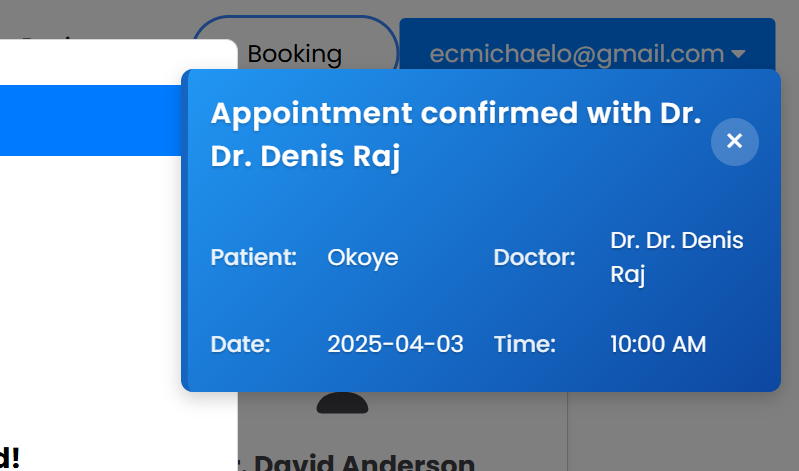 Booking
ecmichaelo@gmail.com
Appointment confirmed with Dr.
Dr. Denis Raj
Patient: Okoye Doctor: Dr. Dr. Denis
Raj
Date: 2025-04-03 Time: 10:00 AM
David Anderson
d!